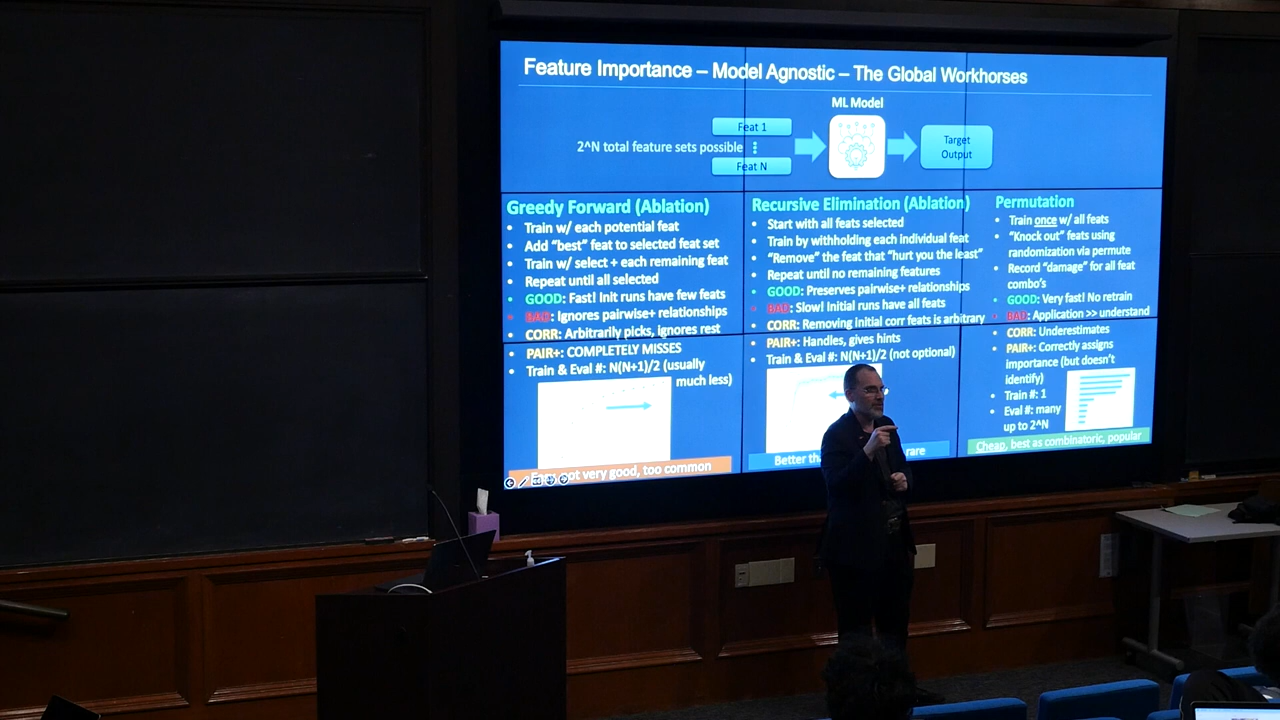 Feature Importance – Model Agnostic – The Global Workhorses
ML Model
Feat 1
2^N total feature sets possible
Feat N
Target
Output
Greedy Forward (Ablation)
• Train w/ each potential feat
• Add “best” feat to selected feat set
• Train w/ select + each remaining feat
• Repeat until all selected
• GOOD: Fast! Init runs have few feats
• BAD: Ignores pairwise+ relationships
• CORR: Arbitrarily picks, ignores rest
• PAIR+: COMPLETELY MISSES
• Train & Eval #: N(N+1)/2 (usually
much less)
not very good, too common
Recursive Elimination (Ablation)
• Start with all feats selected
• Train by withholding each individual feat
• “Remove” the feat that “hurt you the least”
• Repeat until no remaining features
• GOOD: Preserves pairwise+ relationships
• BAD: Slow! Initial runs have all feats
• CORR: Removing initial corr feats is arbitrary
• PAIR+: Handles, gives hints
• Train & Eval #: N(N+1)/2 (not optional)
Better rare
Permutation
• Train once w/ all feats
• “Knock out” feats using
randomization via permute
• Record “damage” for all feat
combo’s
• GOOD: Very fast! No retrain
• BAD: Application >> understand
• CORR: Underestimates
• PAIR+: Correctly assigns
importance (but doesn’t
identify)
• Train #: 1
• Eval #: many
up to 2^N
Cheap, best as combinatoric, popular